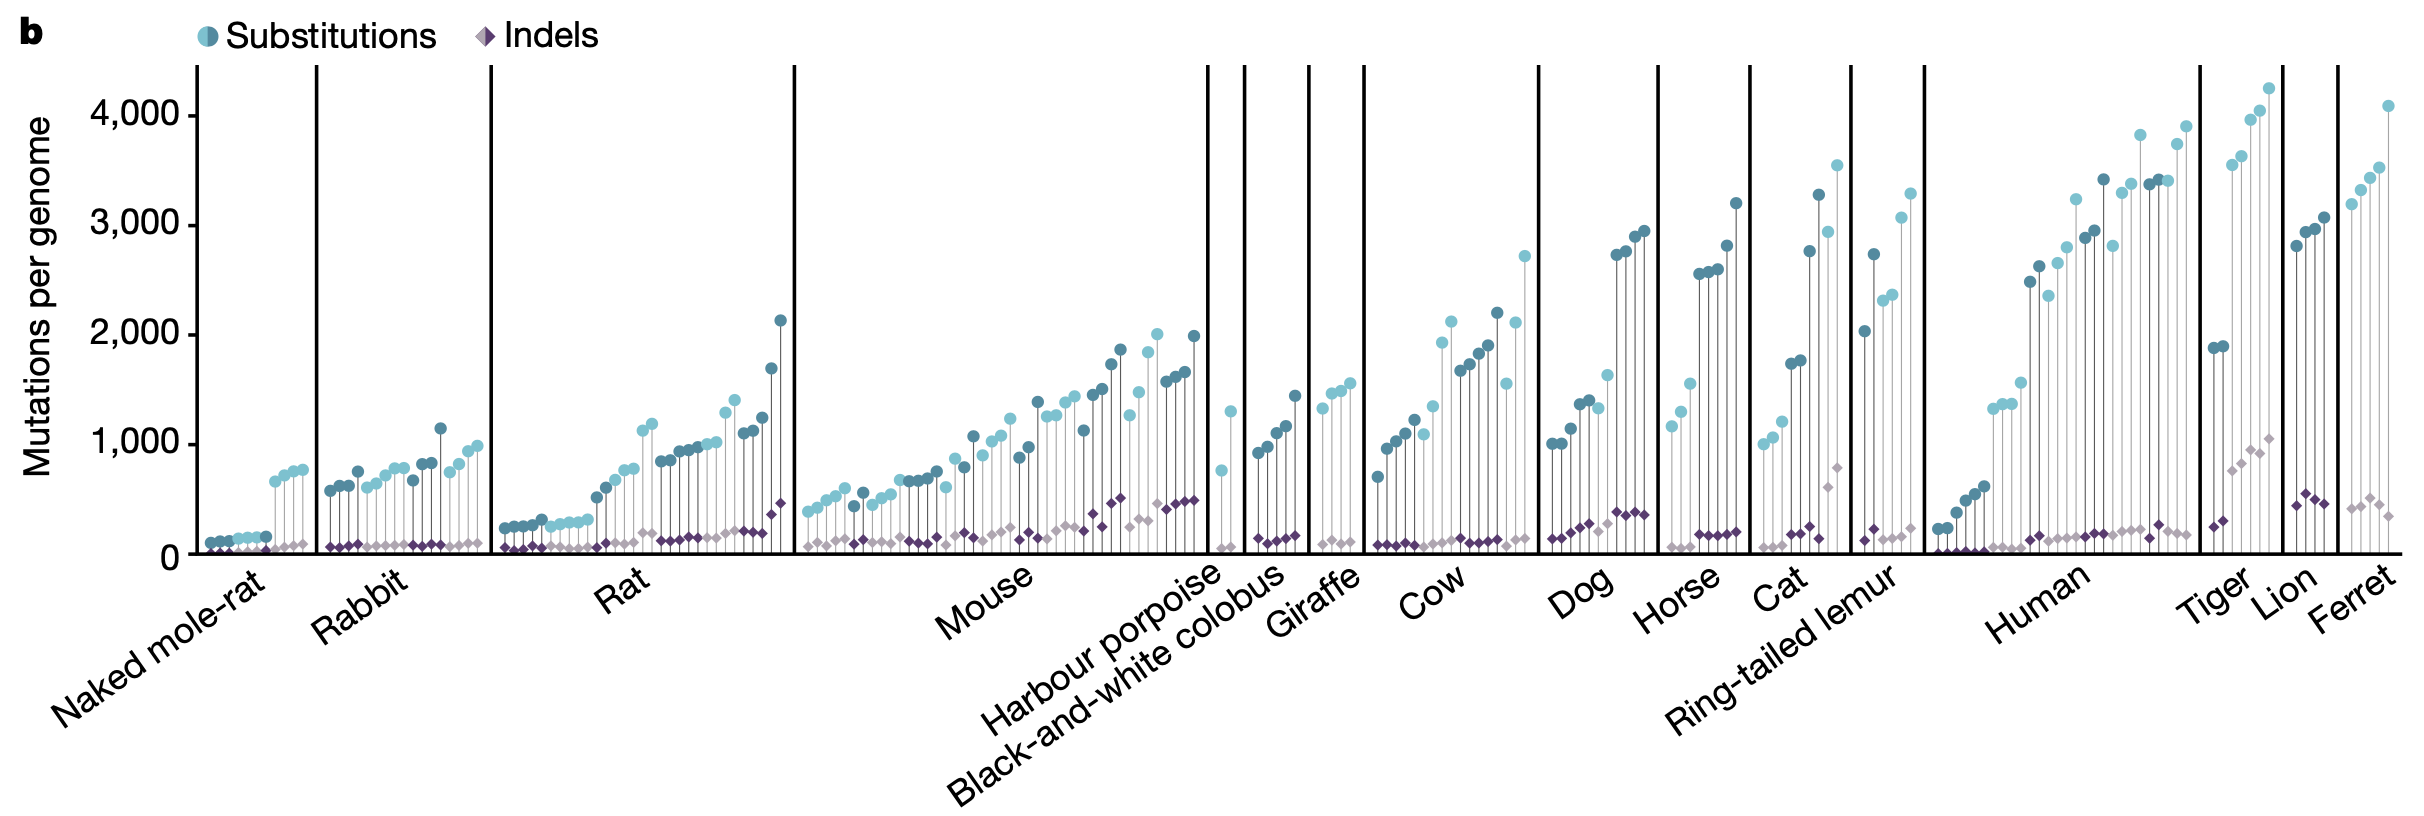 b
Substitutions Indels
Mutations per genome
4,000
3,000
2,000
1,000
0
Naked mole-rat
Rabbit
Rat
Mouse
Harbour porpoise
Black-and-white colobus
Giraffe
Cow
Dog
Horse
Cat
Ring-tailed lemur
Human
Tiger
Lion
Ferret